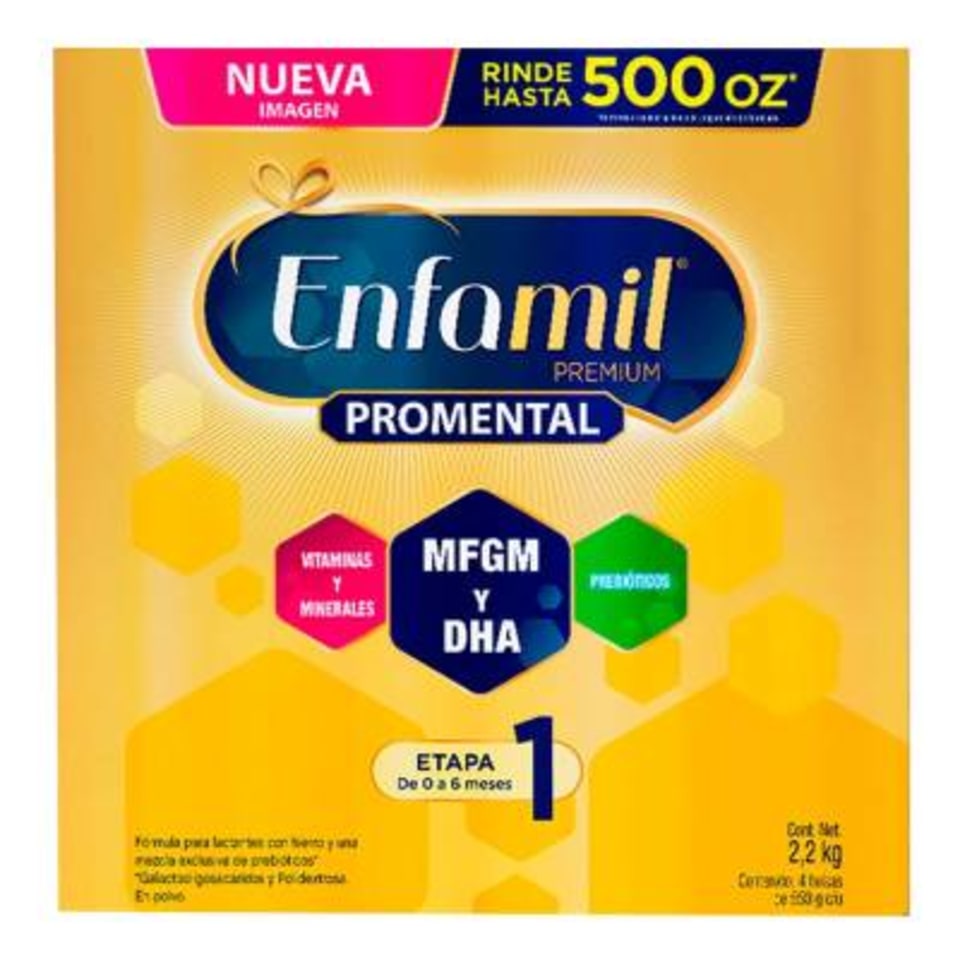 NUEVA
IMAGEN
RINDE
HASTA 500 OZ*
Enfamil®
PREMIUM
PROMENTAL
VITAMINAS
Y
MINERALES
MFGM
Y
DHA
PREBIÓTICOS
ETAPA 1
De 0 a 6 meses
Fórmula para lactantes con hierro y una
mezcla exclusiva de prebióticos*
*Galactooligosacáridos y Polidextrosa.
En polvo
Cont. Net.
2,2 kg
Contenido: 4 bolsas
de 550 g c/u